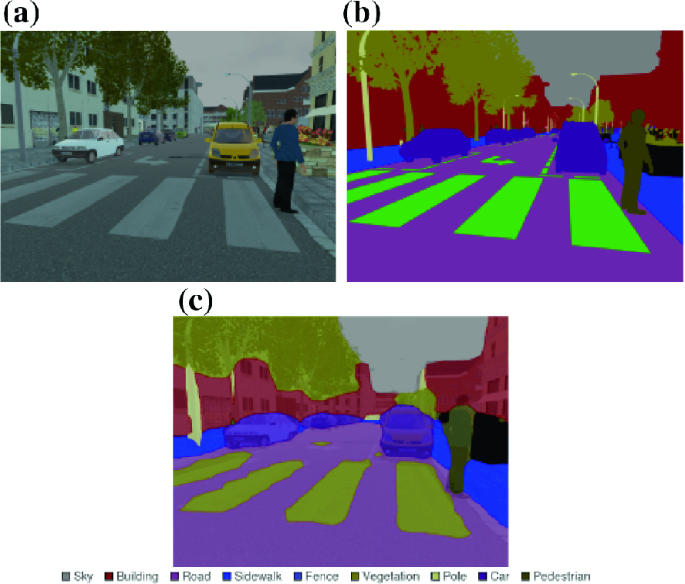 (a)
(b)
(c)
Sky Building Road Sidewalk Fence Vegetation Pole Car Pedestrian